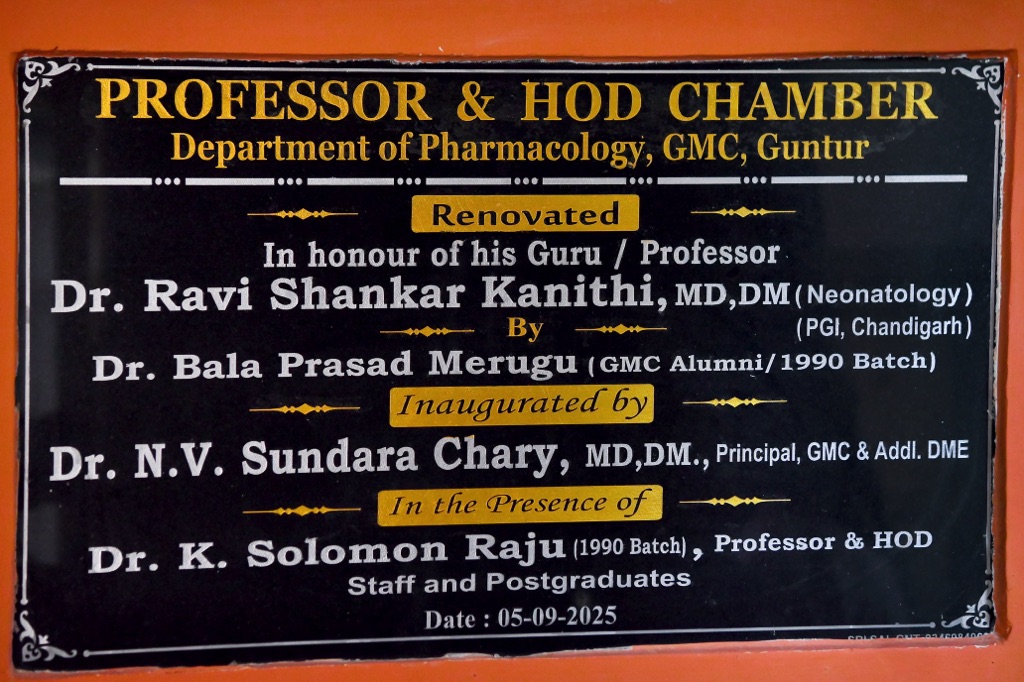 PROFESSOR & HOD CHAMBER
Department of Pharmacology, GMC, Guntur
Renovated
In honour of his Guru / Professor
Dr. Ravi Shankar Kanithi, MD,DM (Neonatology)
(PGI, Chandigarh)
By
Dr. Bala Prasad Merugu (GMC Alumni/1990 Batch)
Inaugurated by
Dr. N.V. Sundara Chary, MD,DM., Principal, GMC & Addl. DME
In the Presence of
Dr. K. Solomon Raju (1990 Batch), Professor & HOD
Staff and Postgraduates
Date : 05-09-2025